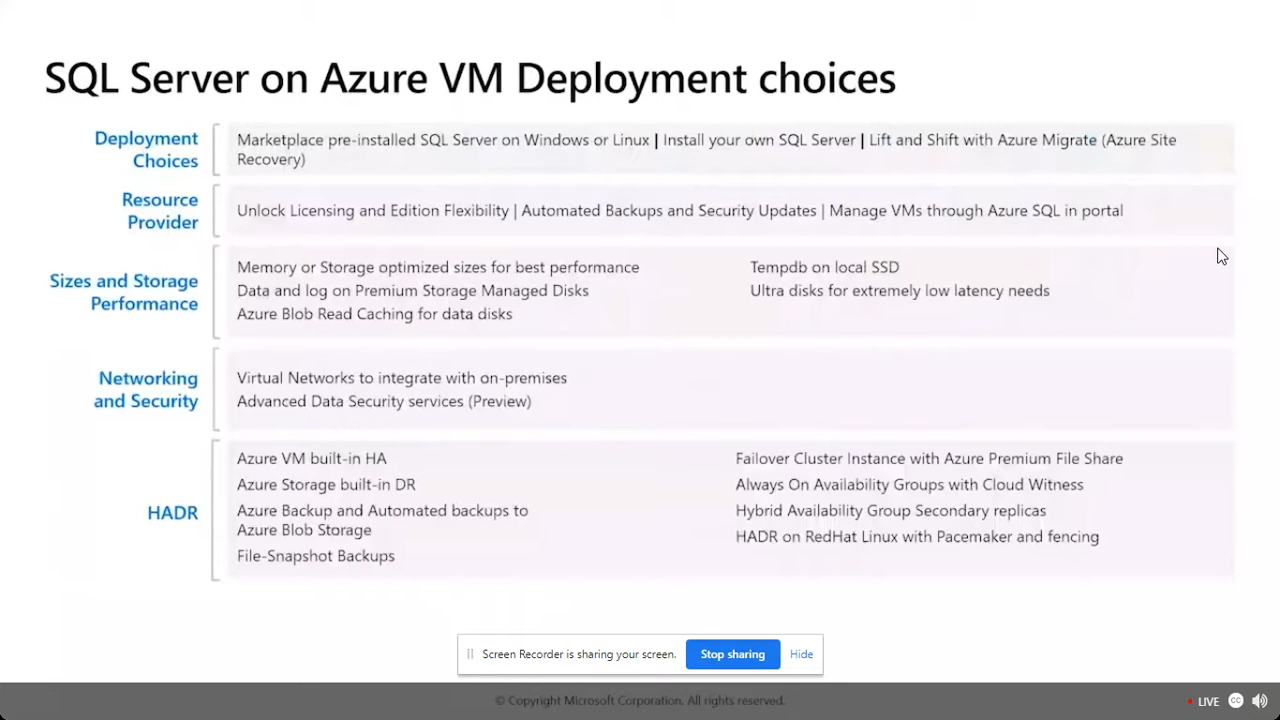 SQL Server on Azure VM Deployment choices
Deployment
Choices
Marketplace pre-installed SQL Server on Windows or Linux | Install your own SQL Server | Lift and Shift with Azure Migrate (Azure Site
Recovery)
Resource
Provider
Unlock Licensing and Edition Flexibility | Automated Backups and Security Updates | Manage VMs through Azure SQL in portal
Sizes and Storage
Performance
Memory or Storage optimized sizes for best performance
Data and log on Premium Storage Managed Disks
Azure Blob Read Caching for data disks
Tempdb on local SSD
Ultra disks for extremely low latency needs
Networking
and Security
Virtual Networks to integrate with on-premises
Advanced Data Security services (Preview)
HADR
Azure VM built-in HA
Azure Storage built-in DR
Azure Backup and Automated backups to
Azure Blob Storage
File-Snapshot Backups
Failover Cluster Instance with Azure Premium File Share
Always On Availability Groups with Cloud Witness
Hybrid Availability Group Secondary replicas
HADR on RedHat Linux with Pacemaker and fencing
Screen Recorder is sharing your screen.
Stop sharing
Hide
© Copyright Microsoft Corporation. All rights reserved.
LIVE
CC